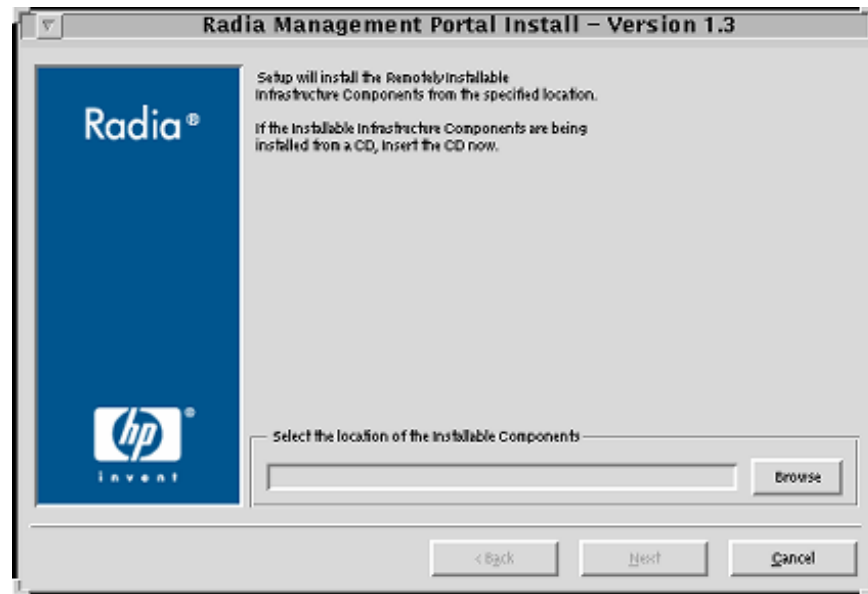 Radia Management Portal Install – Version 1.3
Radia®
Setup will install the Remotely Installable
Infrastructure Components from the specified location.
If the Installable Infrastructure Components are being
installed from a CD, insert the CD now.
hp®
invent
Select the location of the Installable Components
Browse
< Back
Next
Cancel